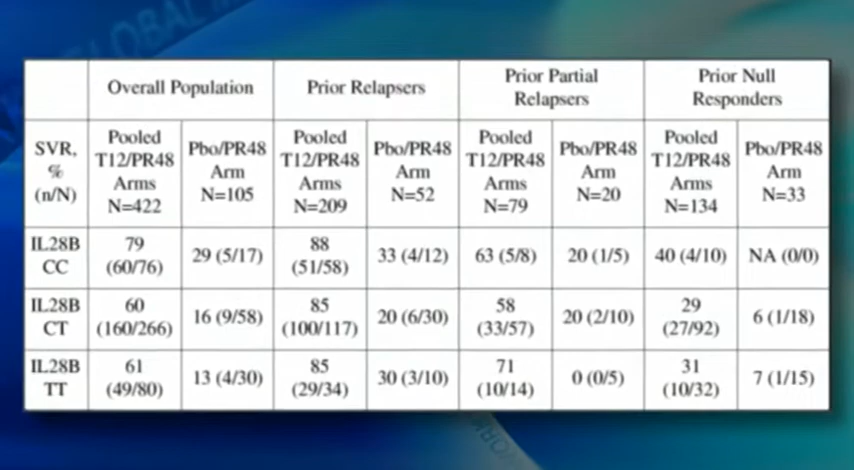 GLOBAL
Overall Population
Prior Relapsers
Prior Partial
Relapsers
Prior Null
Responders
SVR,
%
(n/N)
Pooled
T12/PR48
Arms
N=422
Pbo/PR48
Arm
N=105
Pooled
T12/PR48
Arms
N=209
Pbo/PR48
Arm
N=52
Pooled
T12/PR48
Arms
N=79
Pbo/PR48
Arm
N=20
Pooled
T12/PR48
Arms
N=134
Pbo/PR48
Arm
N=33
IL28B
CC
79
(60/76)
29 (5/17)
88
(51/58)
33 (4/12)
63 (5/8)
20 (1/5)
40 (4/10)
NA (0/0)
IL28B
CT
60
(160/266)
16 (9/58)
85
(100/117)
20 (6/30)
58
(33/57)
20 (2/10)
29
(27/92)
6 (1/18)
IL28B
TT
61
(49/80)
13 (4/30)
85
(29/34)
30 (3/10)
71
(10/14)
0 (0/5)
31
(10/32)
7 (1/15)